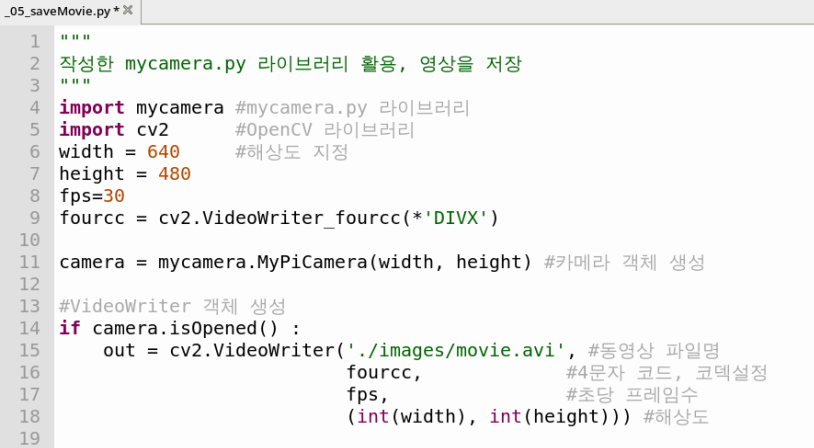 _05_saveMovie.py *
1 """
2 작성한 mycamera.py 라이브러리 활용, 영상을 저장
3 """
4 import mycamera #mycamera.py 라이브러리
5 import cv2      #OpenCV 라이브러리
6 width = 640     #해상도 지정
7 height = 480
8 fps=30
9 fourcc = cv2.VideoWriter_fourcc(*'DIVX')
10
11 camera = mycamera.MyPiCamera(width, height) #카메라 객체 생성
12
13 #VideoWriter 객체 생성
14 if camera.isOpened() :
15     out = cv2.VideoWriter('./images/movie.avi', #동영상 파일명
16                           fourcc,             #4문자 코드, 코덱설정
17                           fps,                #초당 프레임수
18                           (int(width), int(height))) #해상도
19